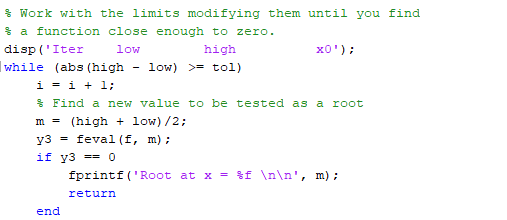 % Work with the limits modifying them until you find
% a function close enough to zero.
disp('Iter    low        high          x0');
while (abs(high - low) >= tol)
    i = i + 1;
    % Find a new value to be tested as a root
    m = (high + low)/2;
    y3 = feval(f, m);
    if y3 == 0
        fprintf('Root at x = %f \n\n', m);
        return
    end